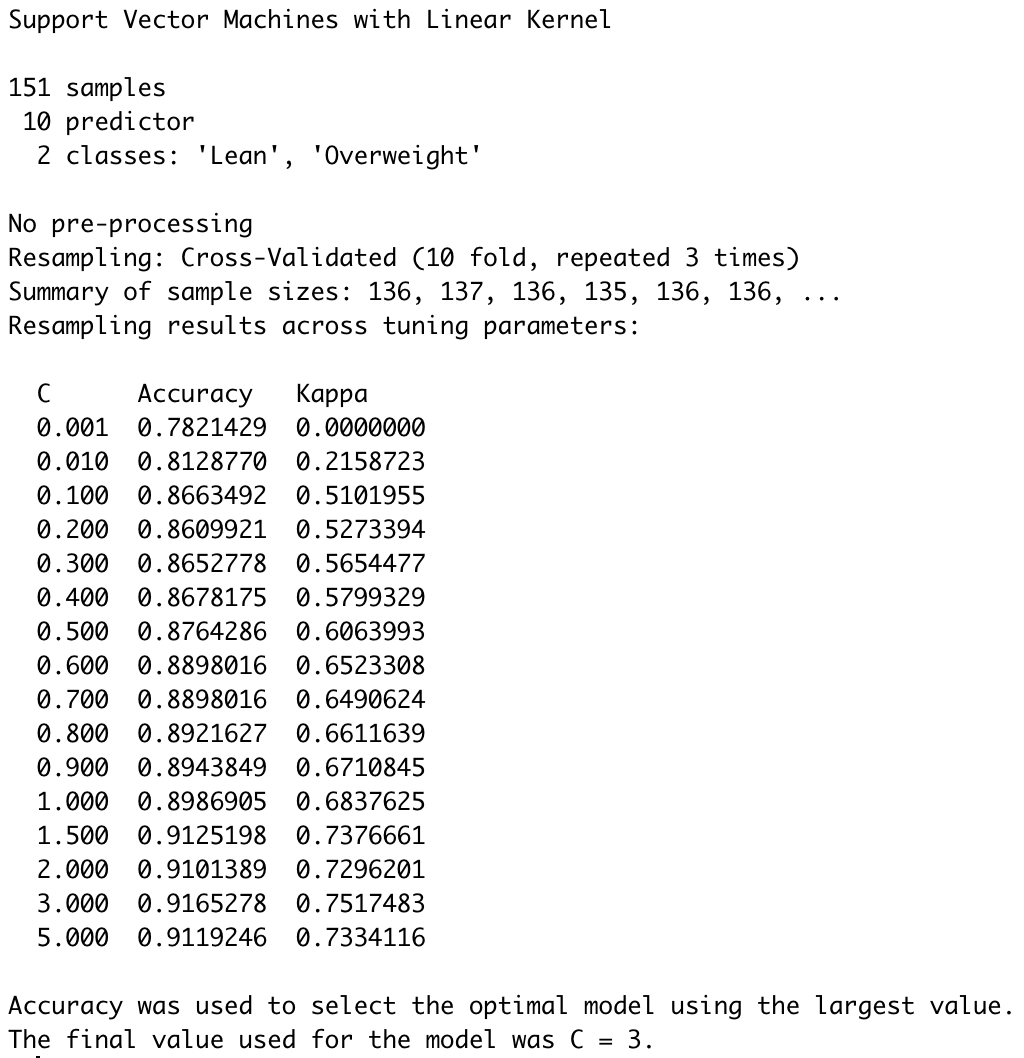 Support Vector Machines with Linear Kernel
151 samples
10 predictor
2 classes: 'Lean', 'Overweight'
No pre-processing
Resampling: Cross-Validated (10 fold, repeated 3 times)
Summary of sample sizes: 136, 137, 136, 135, 136, 136, ...
Resampling results across tuning parameters:
C Accuracy Kappa
0.001 0.7821429 0.0000000
0.010 0.8128770 0.2158723
0.100 0.8663492 0.5101955
0.200 0.8609921 0.5273394
0.300 0.8652778 0.5654477
0.400 0.8678175 0.5799329
0.500 0.8764286 0.6063993
0.600 0.8898016 0.6523308
0.700 0.8898016 0.6490624
0.800 0.8921627 0.6611639
0.900 0.8943849 0.6710845
1.000 0.8986905 0.6837625
1.500 0.9125198 0.7376661
2.000 0.9101389 0.7296201
3.000 0.9165278 0.7517483
5.000 0.9119246 0.7334116
Accuracy was used to select the optimal model using the largest value.
The final value used for the model was C = 3.